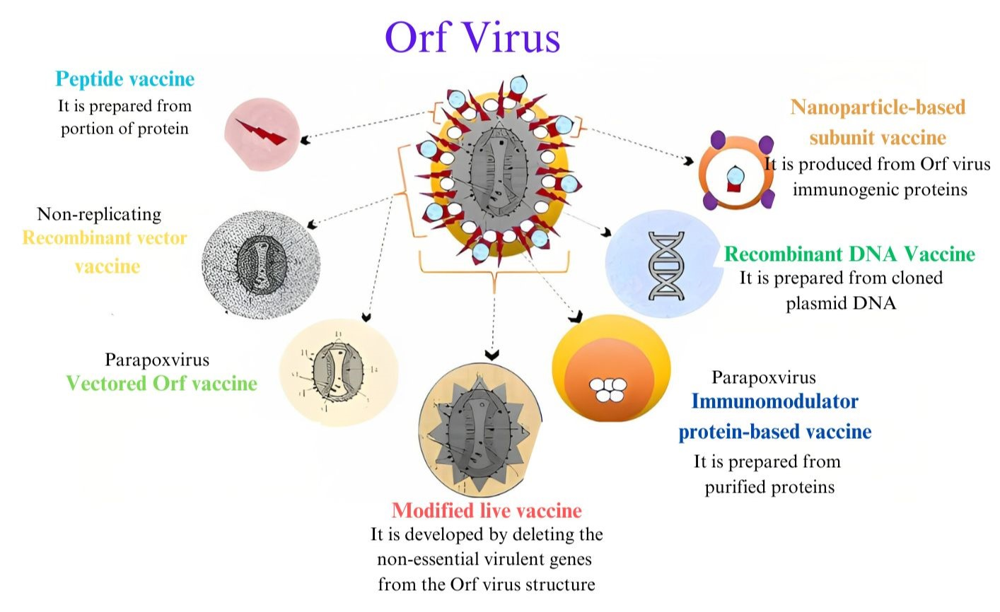 Orf Virus
Peptide vaccine
It is prepared from
portion of protein
Nanoparticle-based
subunit vaccine
It is produced from Orf virus
immunogenic proteins
Non-replicating
Recombinant vector
vaccine
Recombinant DNA Vaccine
It is prepared from cloned
plasmid DNA
Parapoxvirus
Vectored Orf vaccine
Parapoxvirus
Immunomodulator
protein-based vaccine
It is prepared from
purified proteins
Modified live vaccine
It is developed by deleting the
non-essential virulent genes
from the Orf virus structure